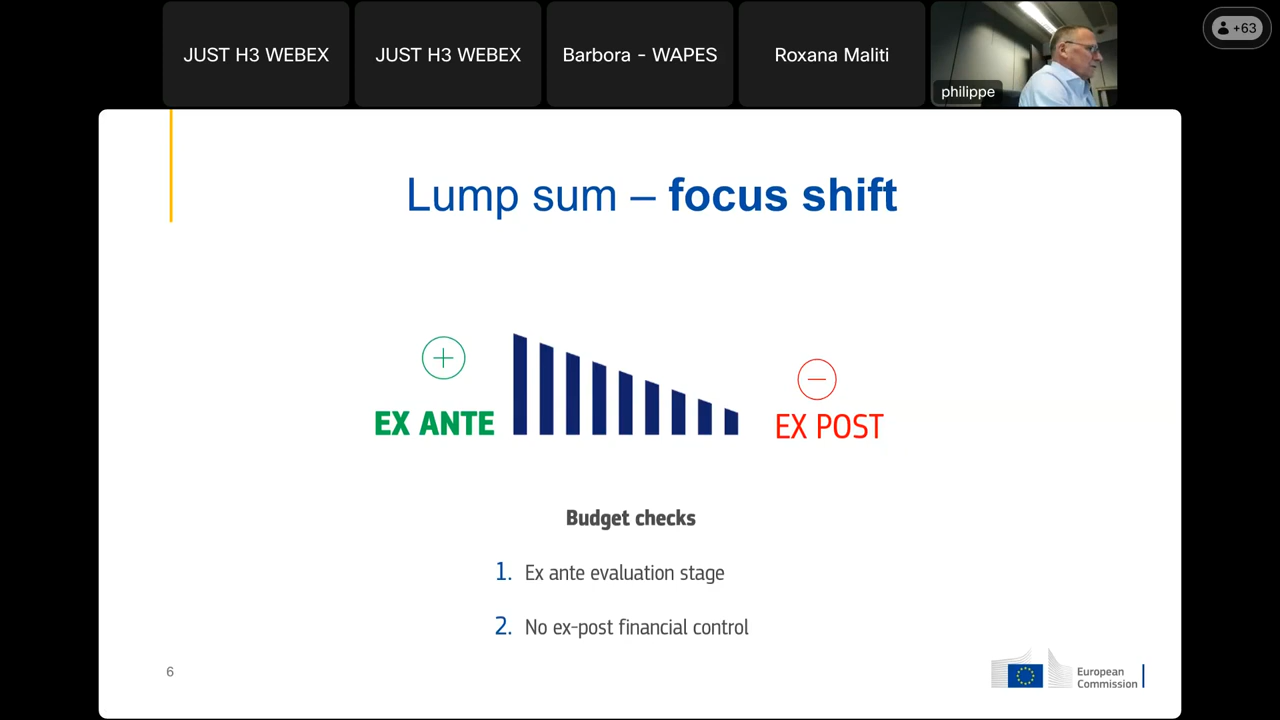 JUST H3 WEBEX
JUST H3 WEBEX
Barbora - WAPES
Roxana Maliti
philippe
+63
Lump sum – focus shift
EX ANTE
EX POST
Budget checks
1. Ex ante evaluation stage
2. No ex-post financial control
6
European
Commission